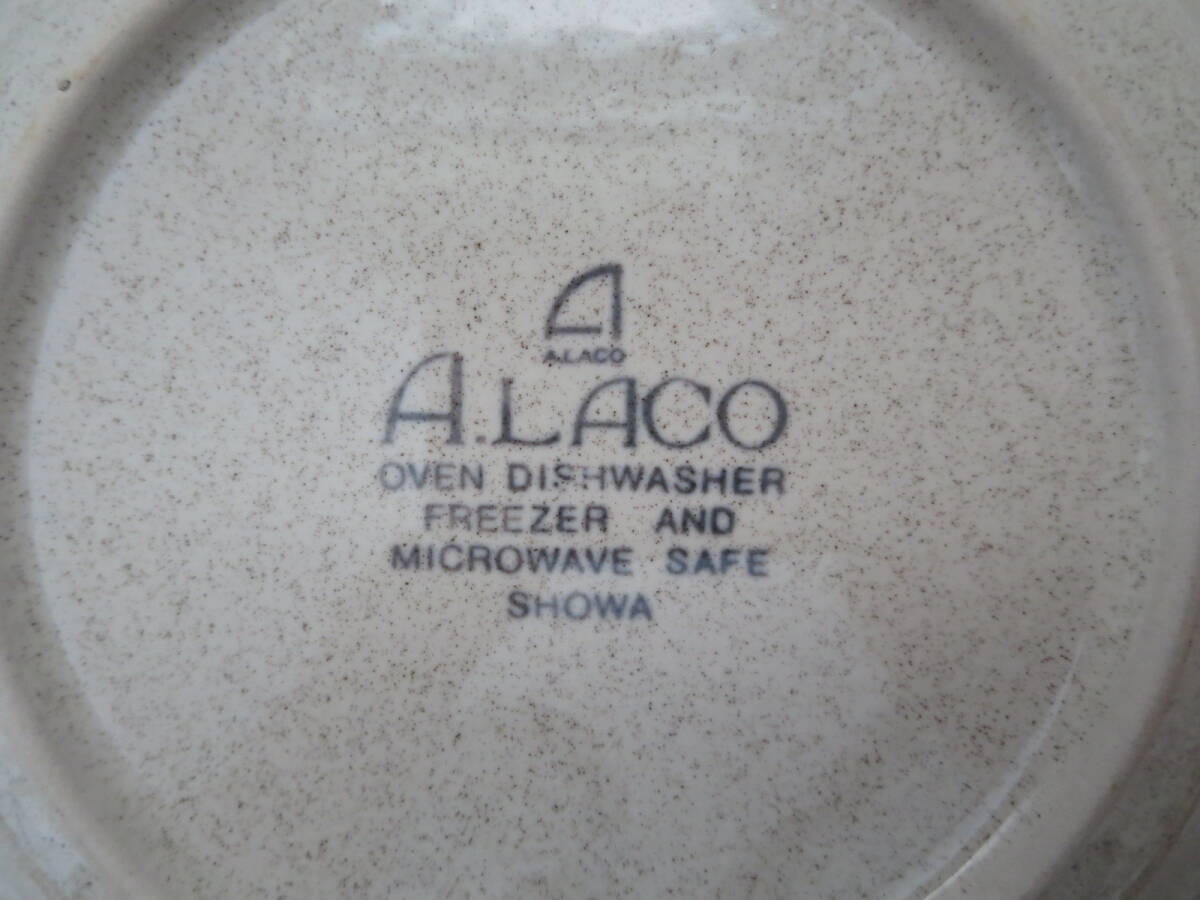 A.LACO
A.LACO
OVEN DISHWASHER
FREEZER AND
MICROWAVE SAFE
SHOWA